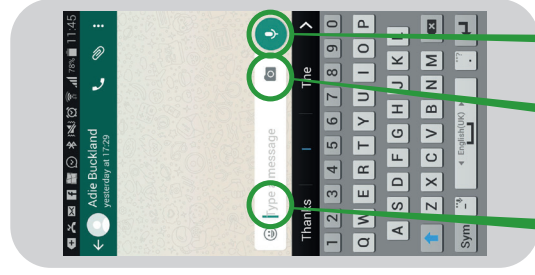 78% 11:45
Adie Buckland
yesterday at 17:29
Type a message
Thanks I The
1 2 3 4 5 6 7 8 9 0
Q W E R T Y U I O P
A S D F G H J K L
Z X C V B N M
Sym English(UK) .